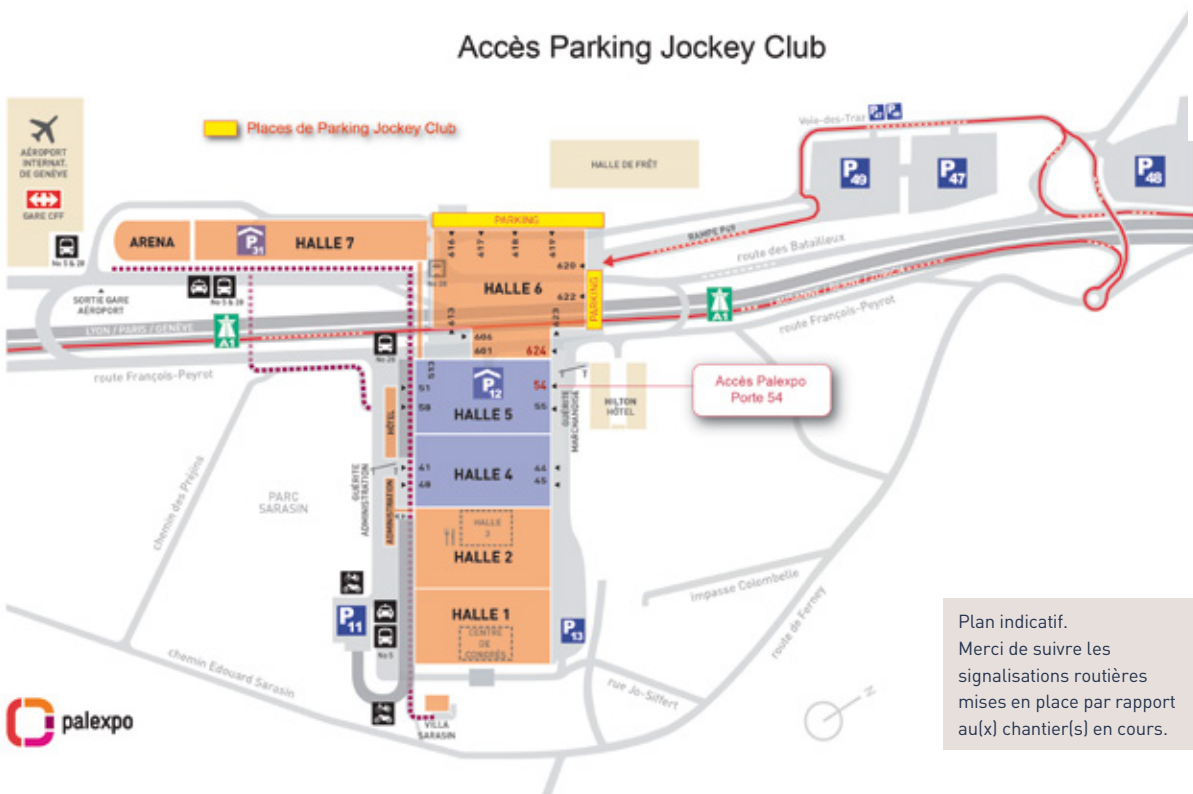 Accès Parking Jockey Club
Places de Parking Jockey Club
AÉROPORT
INTERNAT.
DE GENÈVE
GARE CFF
No 5 & 28
HALLE DE FRÊT
Voie-des-Traz
P47
P49
P47
P48
ARENA
P31
HALLE 7
PARKING
616
617
618
619
620
RAMPE P49
route des Batailleux
No 5 & 28
HALLE 6
622
PARKING
SORTIE GARE
AÉROPORT
LYON / PARIS / GENÈVE
A1
A1
LAUSANNE / BERNE / ZURICH
route François-Peyrot
613
623
606
601
624
No 28
route François-Peyrot
513
P12
51
54
50
HALLE 5
55
T
T
GUÉRITE
MARCHANDISE
HILTON
HÔTEL
Accès Palexpo
Porte 54
HÔTEL
chemin des Préjins
PARC
SARASIN
GUÉRITE
ADMINISTRATION
ADMINISTRATION
41
HALLE 4
44
40
45
HALLE
3
HALLE 2
impasse Colombelle
route de Ferney
P11
No 5
HALLE 1
CENTRE
DE
CONGRÈS
P13
chemin Edouard Sarasin
rue Jo-Siffert
VILLA
SARASIN
N
palexpo
Plan indicatif.
Merci de suivre les
signalisations routières
mises en place par rapport
au(x) chantier(s) en cours.